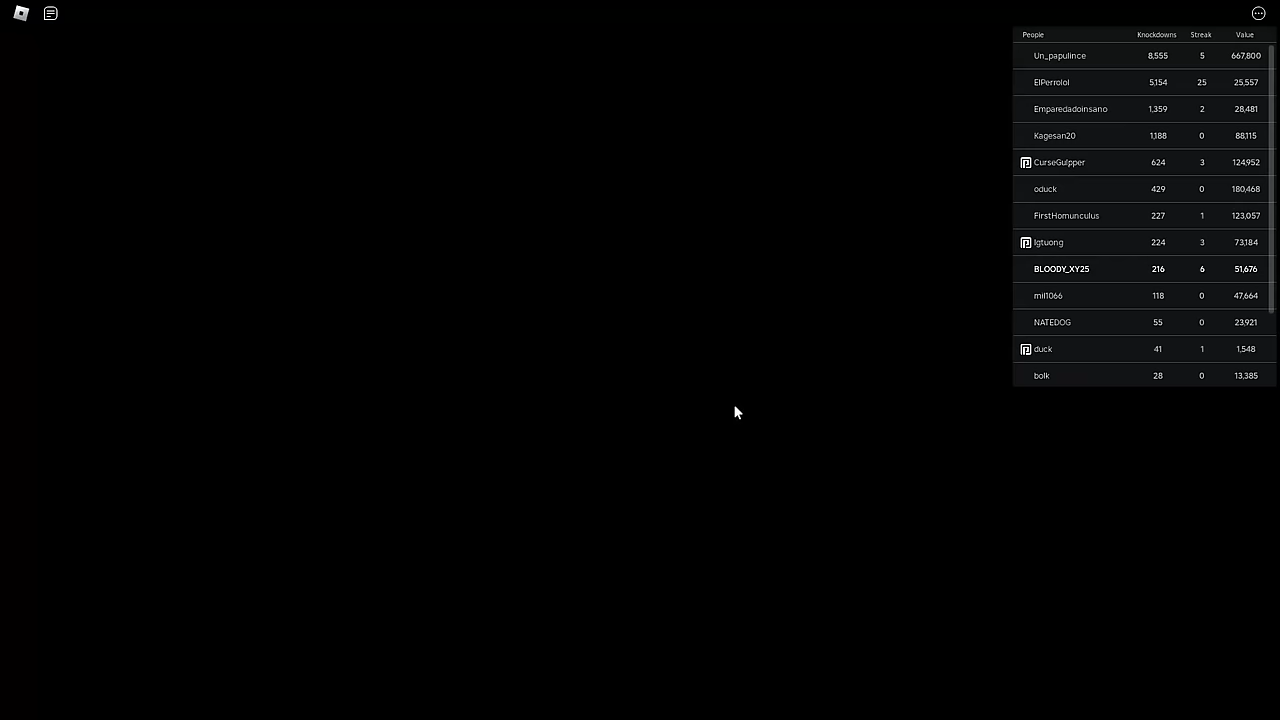 People Knockdowns Streak Value
Un_papulince 8,555 5 667,800
ElPerrolol 5,154 25 25,557
Emparedadoinsano 1,359 2 28,481
Kagesan20 1,188 0 88,115
CurseGulpper 624 3 124,952
oduck 429 0 180,468
FirstHomunculus 227 1 123,057
lgtuong 224 3 73,184
BLOODY_XY25 216 6 51,676
mil1066 118 0 47,664
NATEDOG 55 0 23,921
duck 41 1 1,548
bolk 28 0 13,385